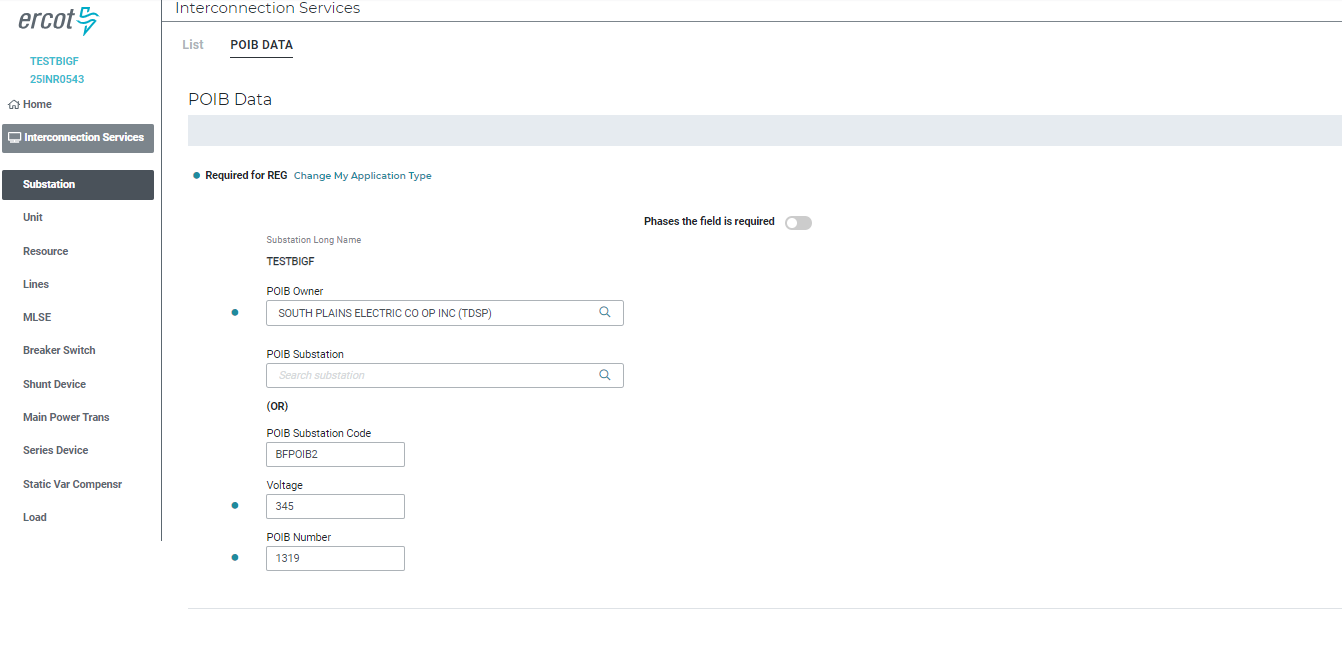 ercot
Interconnection Services
TESTBIGF
25INR0543
Home
Interconnection Services
Substation
Unit
Resource
Lines
MLSE
Breaker Switch
Shunt Device
Main Power Trans
Series Device
Static Var Compensr
Load
List
POIB DATA
POIB Data
Required for REG Change My Application Type
Phases the field is required
Substation Long Name
TESTBIGF
POIB Owner
SOUTH PLAINS ELECTRIC CO OP INC (TDSP)
POIB Substation
Search substation
(OR)
POIB Substation Code
BFPOIB2
Voltage
345
POIB Number
1319